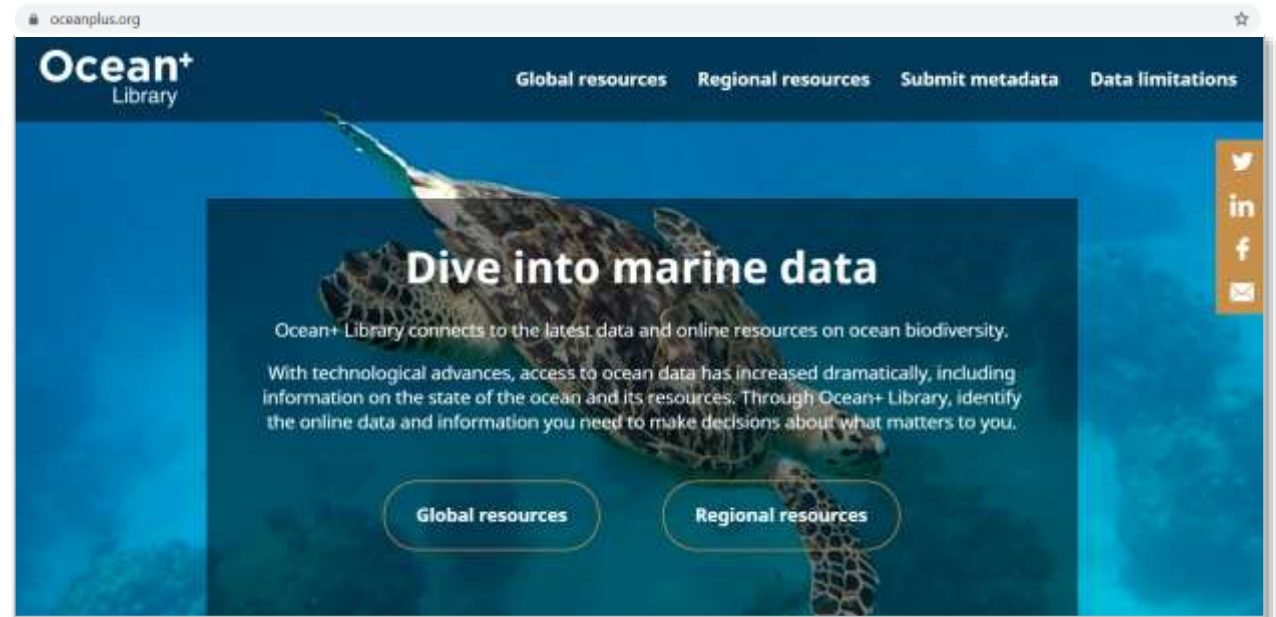 oceanplus.org
Ocean+
Library
Global resources Regional resources Submit metadata Data limitations
Dive into marine data
Ocean+ Library connects to the latest data and online resources on ocean biodiversity.
With technological advances, access to ocean data has increased dramatically, including
information on the state of the ocean and its resources. Through Ocean+ Library, identify
the online data and information you need to make decisions about what matters to you.
Global resources Regional resources